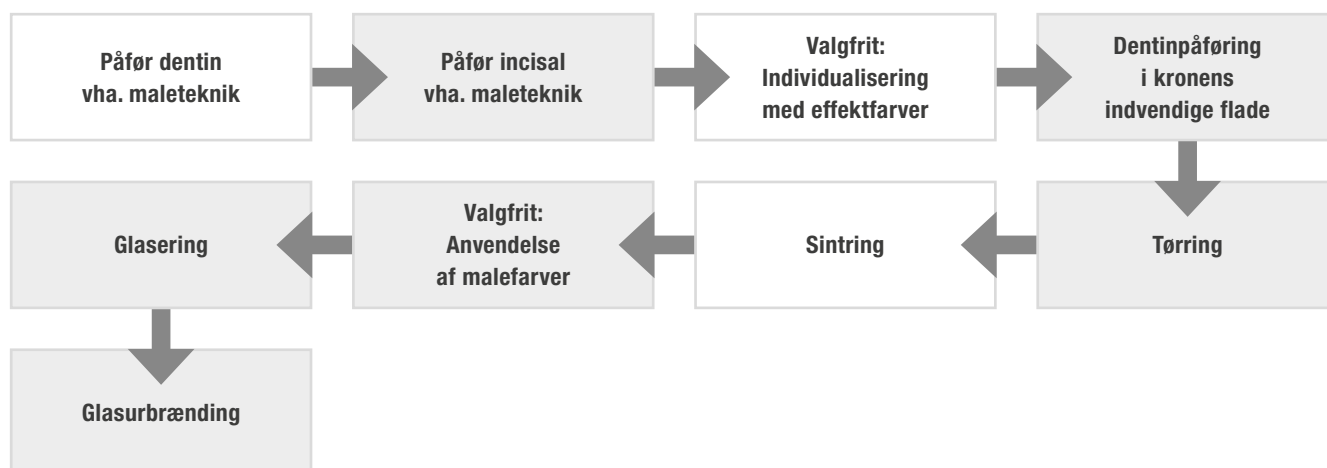 Påfør dentin
vha. maleteknik
Påfør incisal
vha. maleteknik
Valgfrit:
Individualisering
med effektfarver
Dentinpåføring
i kronens
indvendige flade
Tørring
Sintring
Valgfrit:
Anvendelse
af malefarver
Glasering
Glasurbrænding